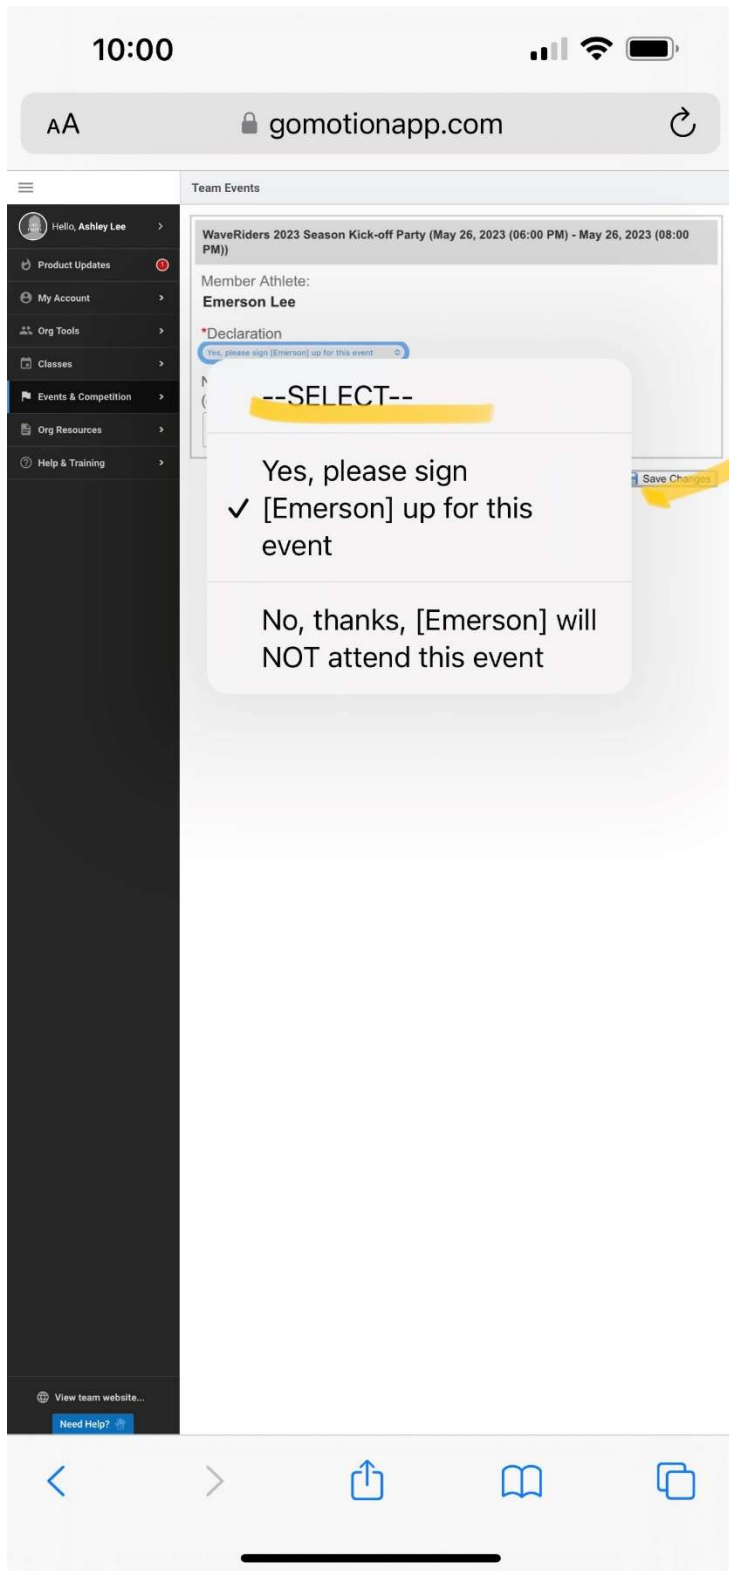 10:00
AA
gomotionapp.com
Team Events
Hello, Ashley Lee
Product Updates
1
My Account
Org Tools
Classes
Events & Competition
Org Resources
Help & Training
WaveRiders 2023 Season Kick-off Party (May 26, 2023 (06:00 PM) - May 26, 2023 (08:00
PM))
Member Athlete:
Emerson Lee
*Declaration
Yes, please sign [Emerson] up for this event
--SELECT--
Yes, please sign
[Emerson] up for this
event
No, thanks, [Emerson] will
NOT attend this event
Save Changes
View team website...
Need Help?